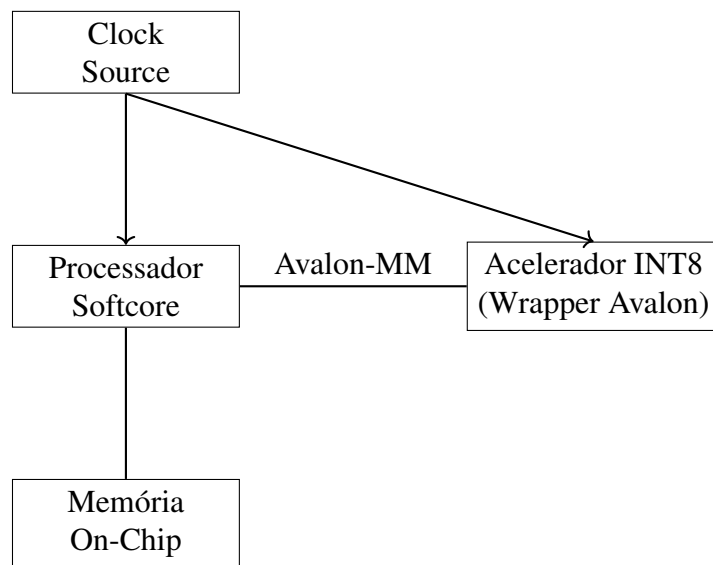 Clock
Source
Processador
Softcore
Avalon-MM
Acelerador INT8
(Wrapper Avalon)
Memória
On-Chip